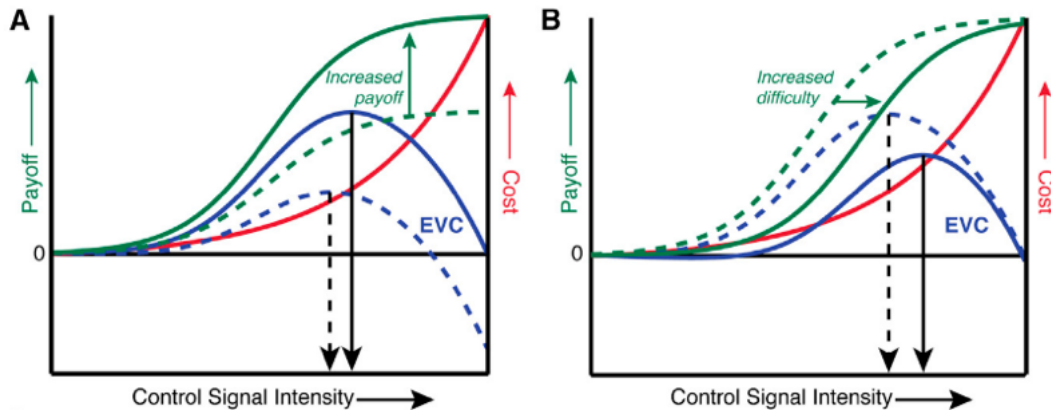 A
Payoff
0
Increased
payoff
EVC
Cost
Control Signal Intensity
B
Payoff
0
Increased
difficulty
EVC
Cost
Control Signal Intensity